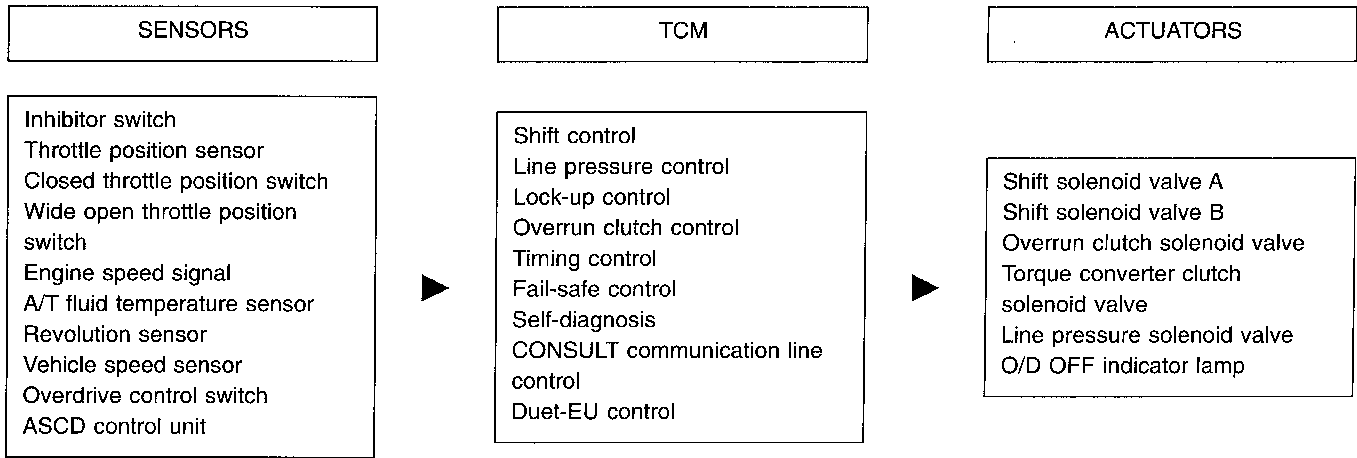 SENSORS
TCM
ACTUATORS
Inhibitor switch
Throttle position sensor
Closed throttle position switch
Wide open throttle position
switch
Engine speed signal
A/T fluid temperature sensor
Revolution sensor
Vehicle speed sensor
Overdrive control switch
ASCD control unit
Shift control
Line pressure control
Lock-up control
Overrun clutch control
Timing control
Fail-safe control
Self-diagnosis
CONSULT communication line
control
Duet-EU control
Shift solenoid valve A
Shift solenoid valve B
Overrun clutch solenoid valve
Torque converter clutch
solenoid valve
Line pressure solenoid valve
O/D OFF indicator lamp